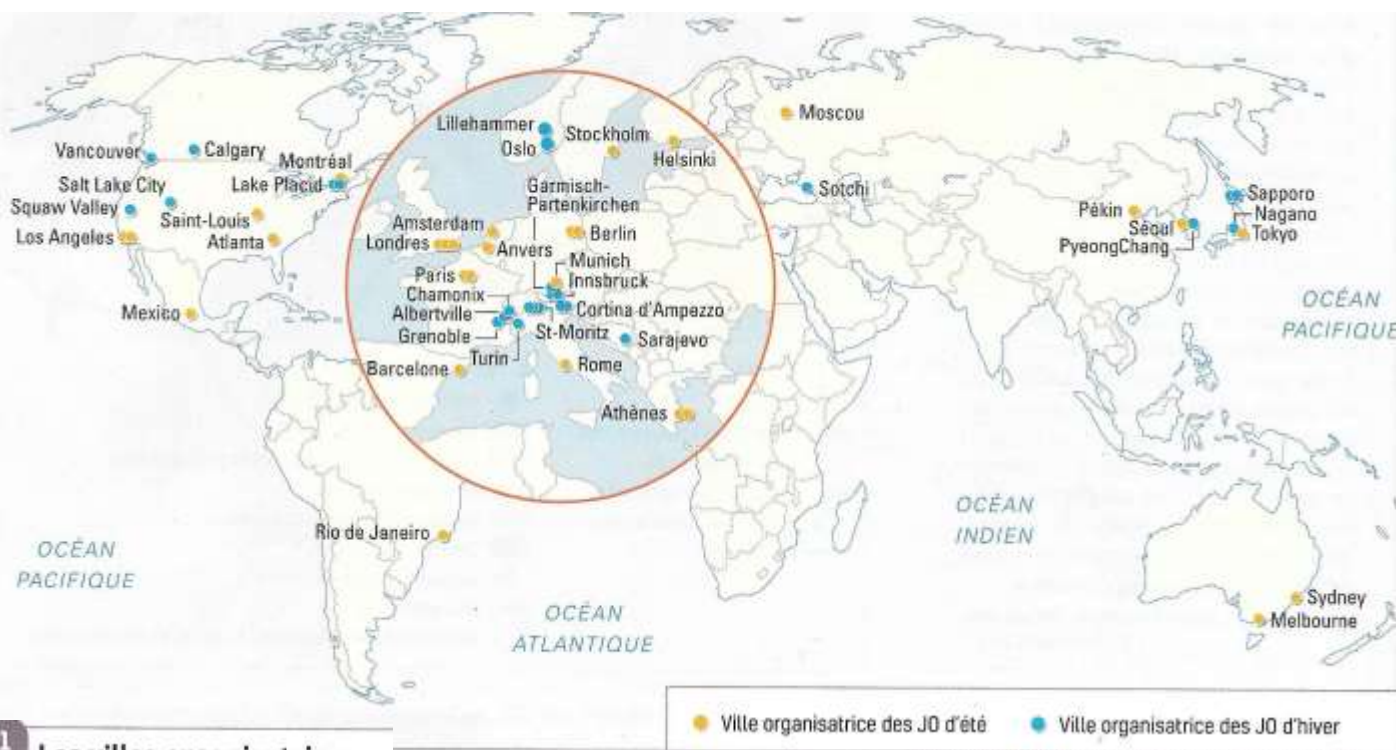 Moscou
Lillehammer
Oslo
Stockholm
Helsinki
Vancouver
Calgary
Montréal
Lake Placid
Salt Lake City
Squaw Valley
Saint-Louis
Los Angeles
Atlanta
Garmisch-
Partenkirchen
Sotchi
Amsterdam
Londres
Anvers
Berlin
Pékin
Séoul
PyeongChang
Sapporo
Nagano
Tokyo
Paris
Munich
Innsbruck
Chamonix
Albertville
Grenoble
Cortina d'Ampezzo
St-Moritz
Turin
Sarajevo
Mexico
Barcelone
Rome
Athènes
OCÉAN
PACIFIQUE
Rio de Janeiro
OCÉAN
INDIEN
OCÉAN
PACIFIQUE
OCÉAN
ATLANTIQUE
Sydney
Melbourne
Ville organisatrice des JO d'été
Ville organisatrice des JO d'hiver